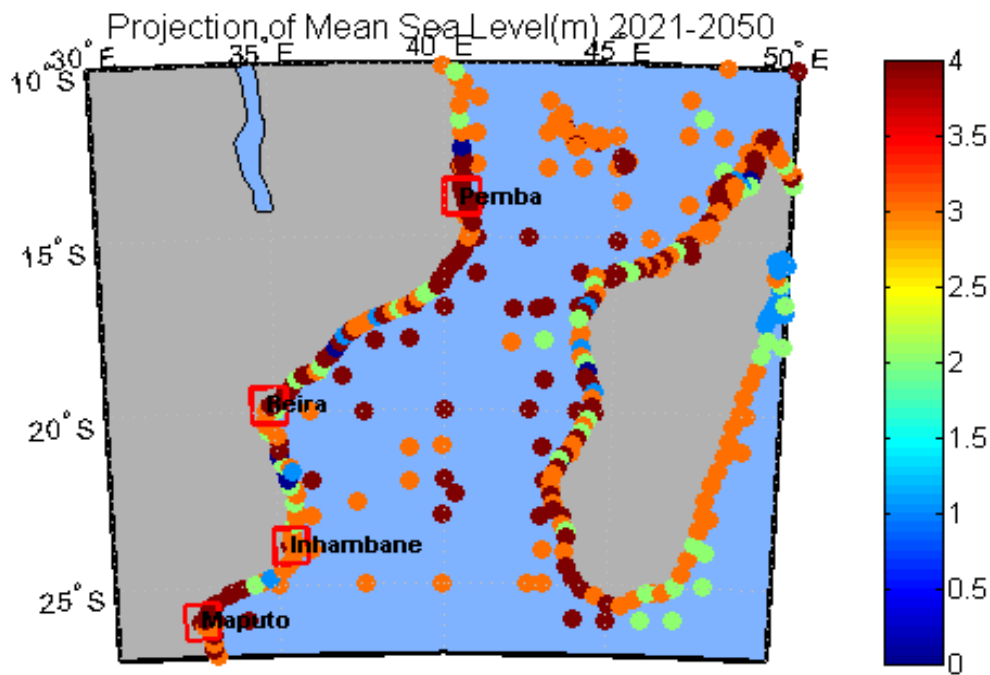 Projection of Mean Sea Level(m) 2021-2050
30° E
35° E
40° E
45° E
50° E
10° S
15° S
20° S
25° S
Pemba
Beira
Inhambane
Maputo
4
3.5
3
2.5
2
1.5
1
0.5
0